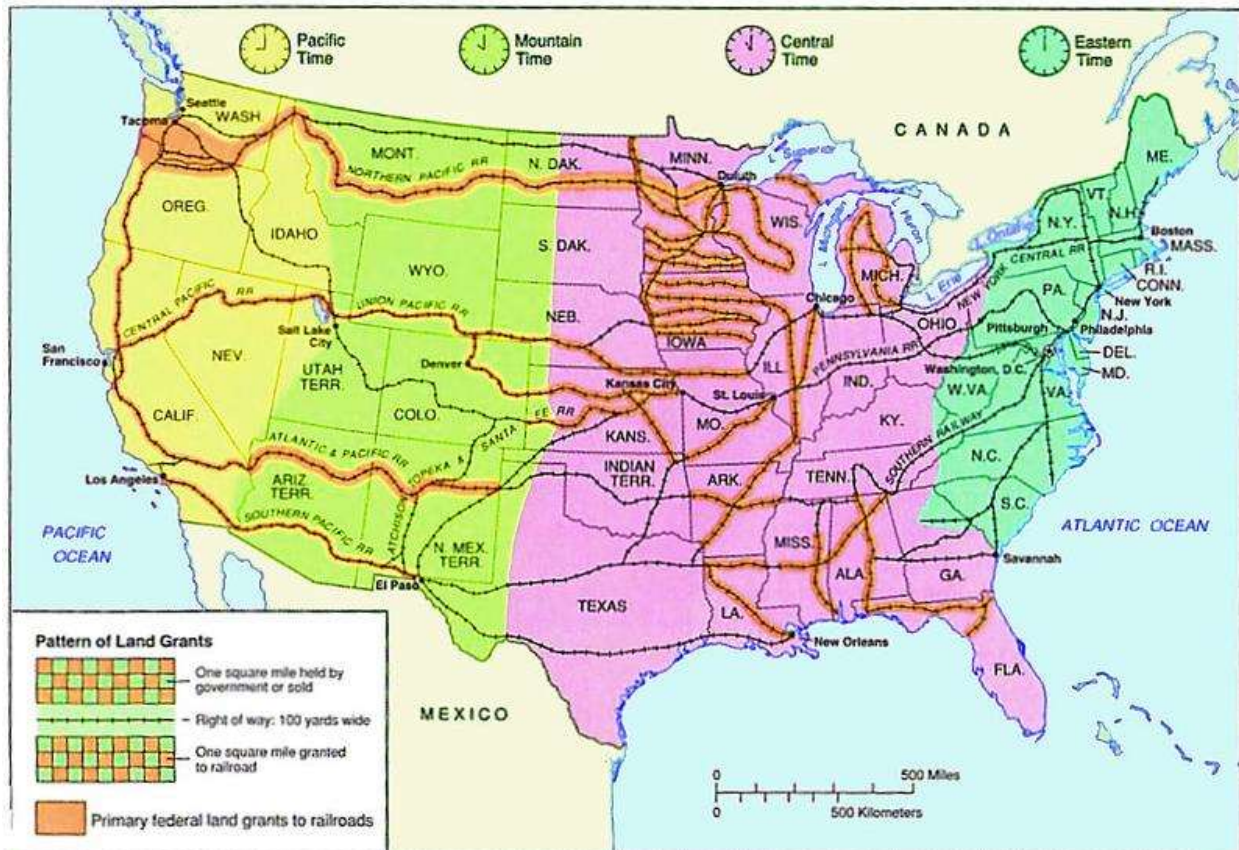 Pacific
Time
Mountain
Time
Central
Time
Eastern
Time
CANADA
Seattle
Tacoma
WASH.
MONT.
NORTHERN PACIFIC RR
N. DAK.
MINN.
L. Superior
Duluth
ME.
VT.
N.H.
OREG.
IDAHO
WYO.
S. DAK.
WIS.
L. Michigan
L. Huron
MICH.
L. Ontario
N.Y.
Boston
MASS.
CENTRAL RR
NEW YORK
R.I.
CONN.
L. Erie
PA.
New York
N.J.
Philadelphia
CENTRAL PACIFIC RR
UNION PACIFIC RR
NEB.
IOWA
Chicago
OHIO
Pittsburgh
DEL.
MD.
Salt Lake
City
San
Francisco
NEV.
UTAH
TERR.
Denver
Kansas City
ILL.
IND.
PENNSYLVANIA RR
Washington, D.C.
W.VA.
VA.
CALIF.
COLO.
St. Louis
KANS.
MO.
KY.
SOUTHERN RAILWAY
ATCHISON TOPEKA & SANTA FE RR
ATLANTIC & PACIFIC RR
Los Angeles
ARIZ.
TERR.
SOUTHERN PACIFIC RR
N. MEX.
TERR.
INDIAN
TERR.
ARK.
TENN.
N.C.
S.C.
PACIFIC
OCEAN
ATLANTIC OCEAN
El Paso
TEXAS
MISS.
ALA.
GA.
Savannah
LA.
New Orleans
FLA.
MEXICO
Pattern of Land Grants
One square mile held by
government or sold
Right of way: 100 yards wide
One square mile granted
to railroad
Primary federal land grants to railroads
0 500 Miles
0 500 Kilometers